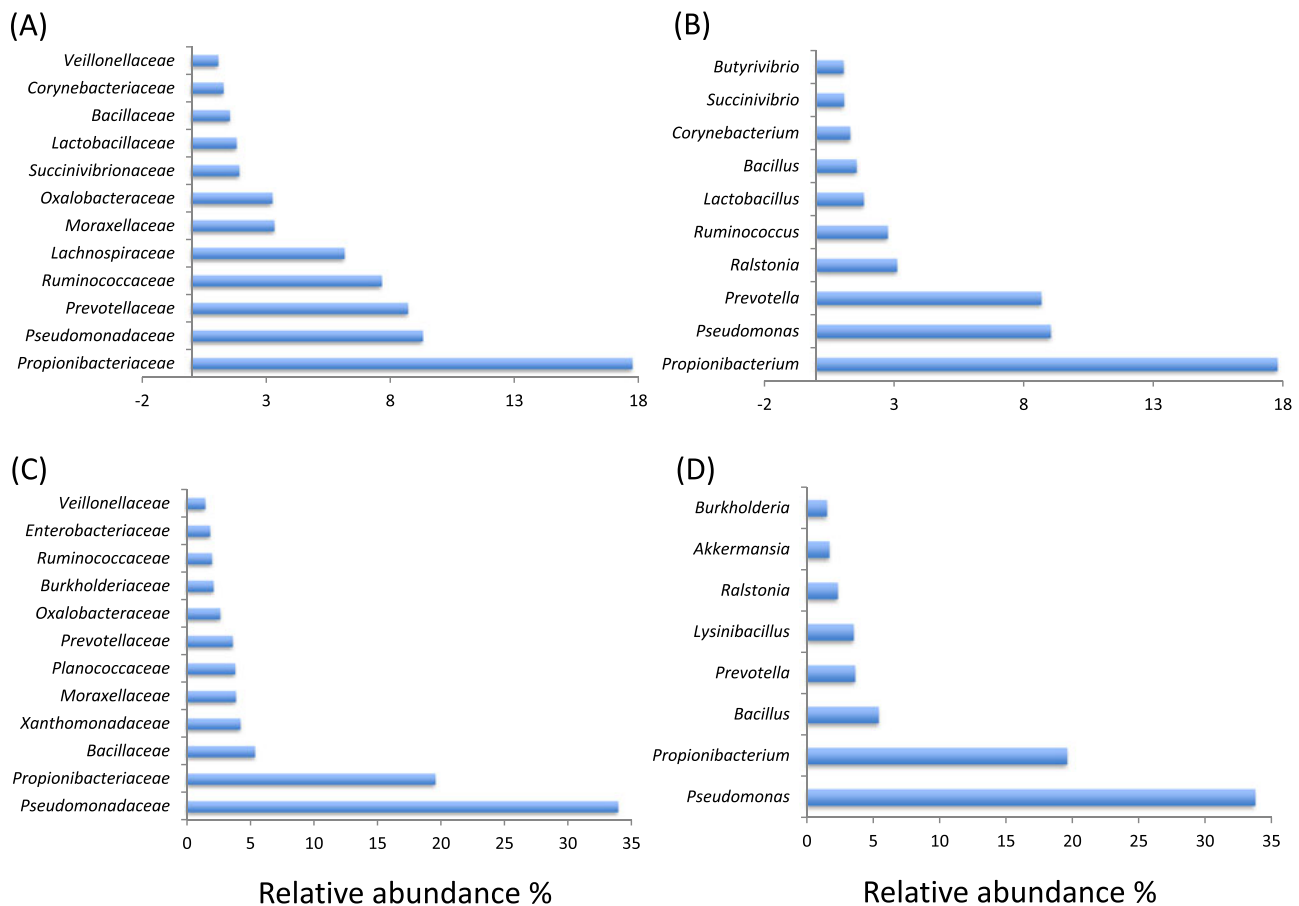 (A)
Veillonellaceae
Corynebacteriaceae
Bacillaceae
Lactobacillaceae
Succinivibrionaceae
Oxalobacteraceae
Moraxellaceae
Lachnospiraceae
Ruminococcaceae
Prevotellaceae
Pseudomonadaceae
Propionibacteriaceae
-2 3 8 13 18
(B)
Butyrivibrio
Succinivibrio
Corynebacterium
Bacillus
Lactobacillus
Ruminococcus
Ralstonia
Prevotella
Pseudomonas
Propionibacterium
-2 3 8 13 18
(C)
Veillonellaceae
Enterobacteriaceae
Ruminococcaceae
Burkholderiaceae
Oxalobacteraceae
Prevotellaceae
Planococcaceae
Moraxellaceae
Xanthomonadaceae
Bacillaceae
Propionibacteriaceae
Pseudomonadaceae
0 5 10 15 20 25 30 35
Relative abundance %
(D)
Burkholderia
Akkermansia
Ralstonia
Lysinibacillus
Prevotella
Bacillus
Propionibacterium
Pseudomonas
0 5 10 15 20 25 30 35
Relative abundance %